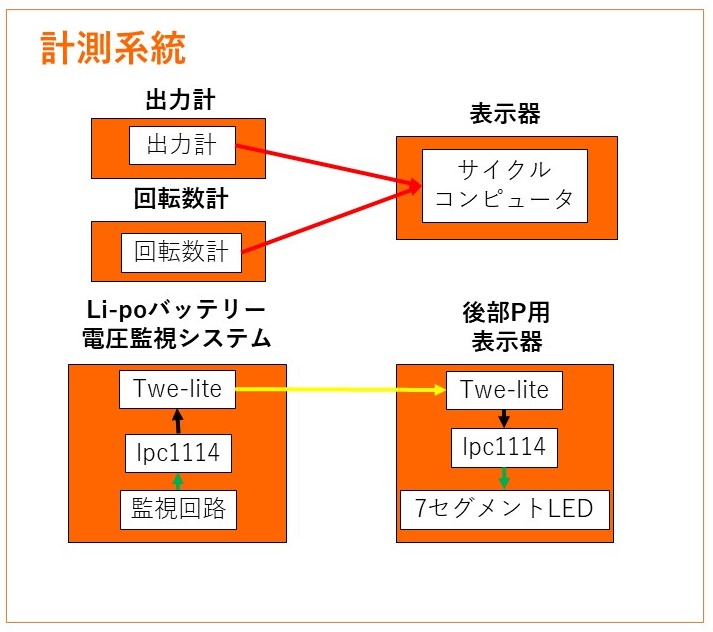 計測系統
出力計
出力計
表示器
サイクル
コンピュータ
回転数計
回転数計
Li-poバッテリー
電圧監視システム
Twe-lite
lpc1114
監視回路
後部P用
表示器
Twe-lite
lpc1114
7セグメントLED